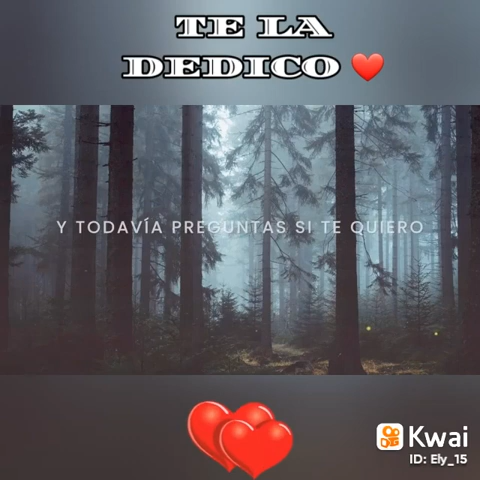 TE LA
DEDICO ❤️
Y TODAVÍA PREGUNTAS SI TE QUIERO
Kwai
ID: Ely_15